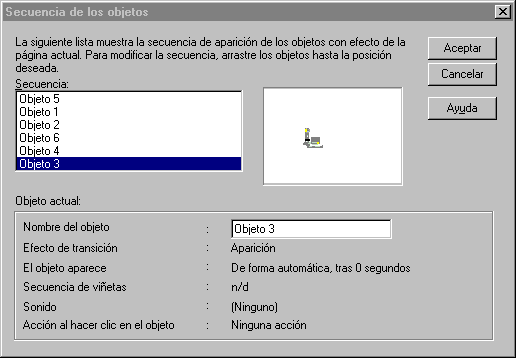 Secuencia de los objetos
La siguiente lista muestra la secuencia de aparición de los objetos con efecto de la
página actual. Para modificar la secuencia, arrastre los objetos hasta la posición
deseada.
Aceptar
Cancelar
Ayuda
Secuencia:
Objeto 5
Objeto 1
Objeto 2
Objeto 6
Objeto 4
Objeto 3
Objeto actual:
Nombre del objeto : Objeto 3
Efecto de transición : Aparición
El objeto aparece : De forma automática, tras 0 segundos
Secuencia de viñetas : n/d
Sonido : (Ninguno)
Acción al hacer clic en el objeto : Ninguna acción